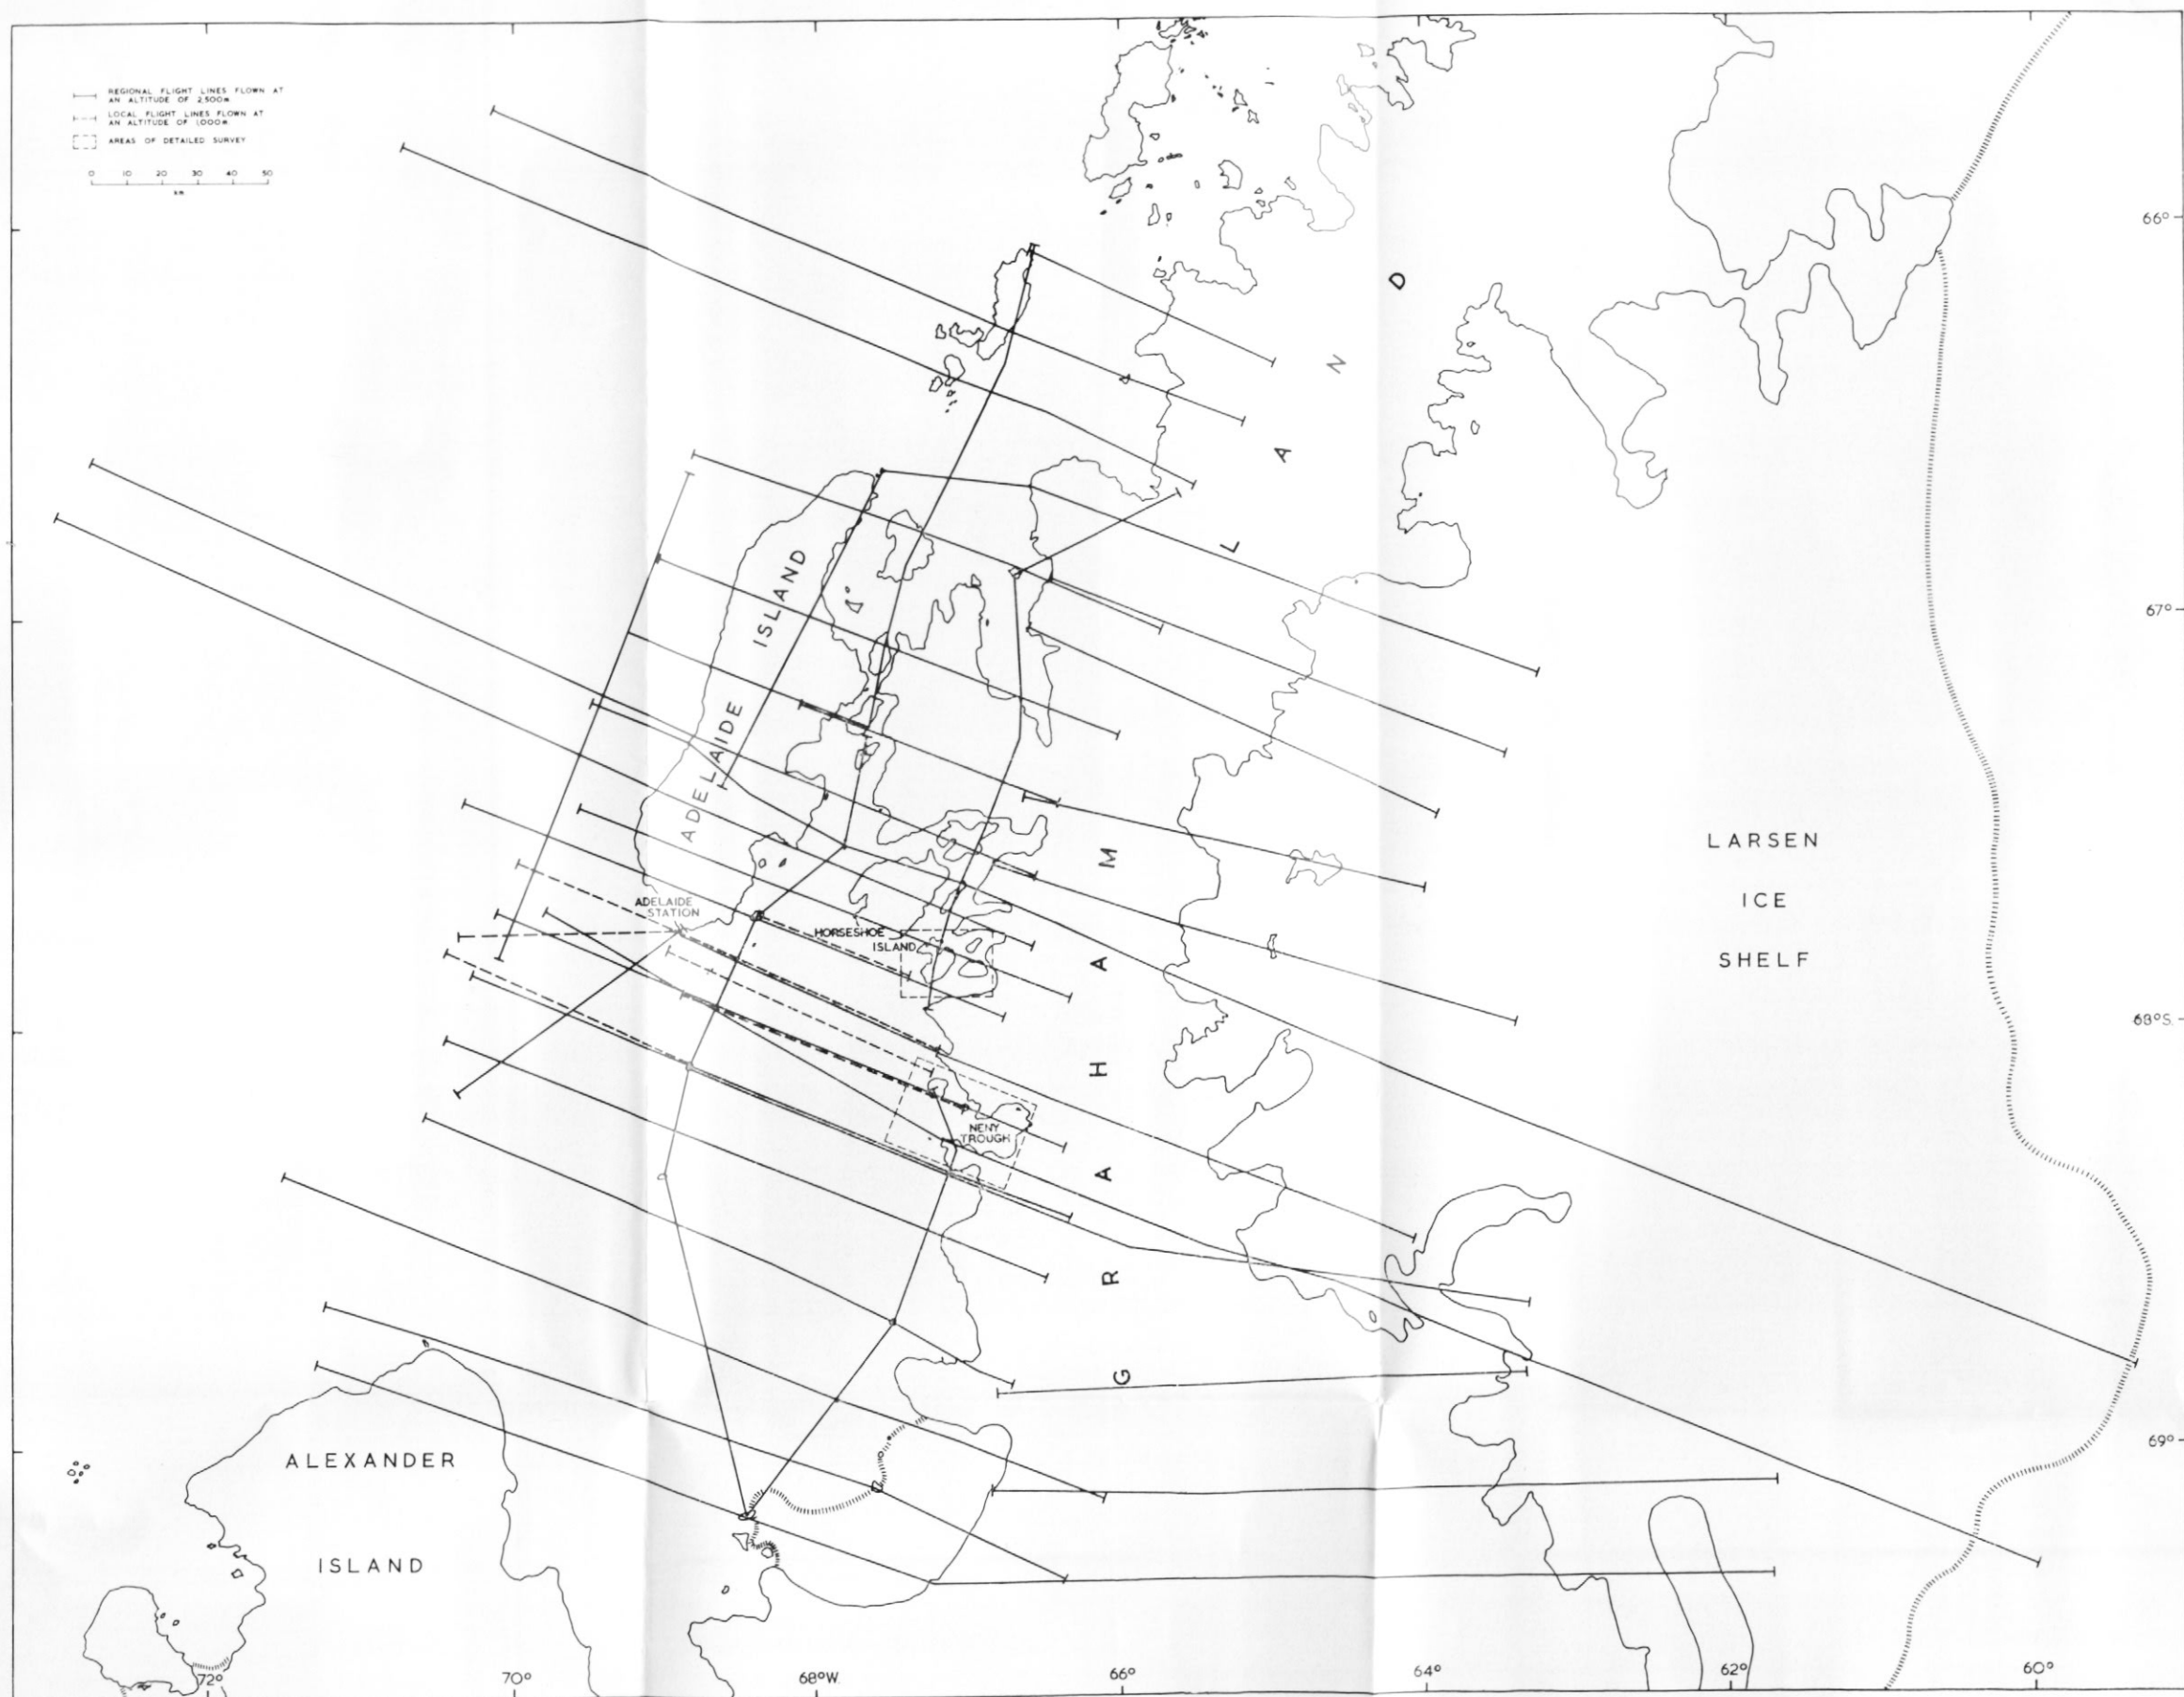 REGIONAL FLIGHT LINES FLOWN AT
AN ALTITUDE OF 2,500m
LOCAL FLIGHT LINES FLOWN AT
AN ALTITUDE OF 1,000m
AREAS OF DETAILED SURVEY
0 10 20 30 40 50
km
66°
67°
68°S.
69°
GRAHAM LAND
ADELAIDE ISLAND
ADELAIDE
STATION
HORSESHOE
ISLAND
NENY
TROUGH
LARSEN
ICE
SHELF
ALEXANDER
ISLAND
72° 70° 68°W. 66° 64° 62° 60°